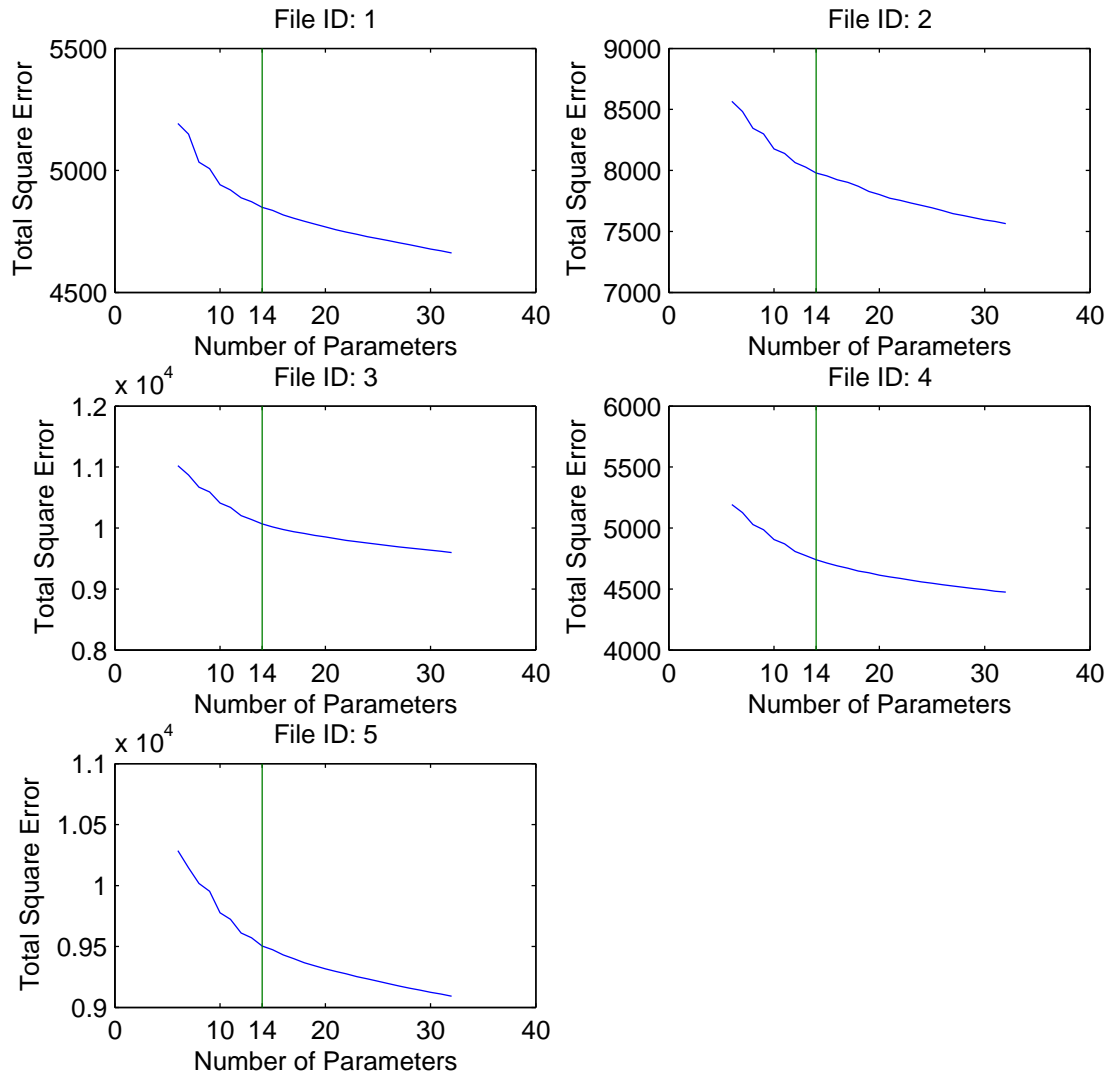 File ID: 1
5500
5000
4500
Total Square Error
0 10 14 20 30 40
Number of Parameters
File ID: 2
9000
8500
8000
7500
7000
Total Square Error
0 10 14 20 30 40
Number of Parameters
x 10^4
File ID: 3
1.2
1.1
1
0.9
0.8
Total Square Error
0 10 14 20 30 40
Number of Parameters
File ID: 4
6000
5500
5000
4500
4000
Total Square Error
0 10 14 20 30 40
Number of Parameters
x 10^4
File ID: 5
1.1
1.05
1
0.95
0.9
Total Square Error
0 10 14 20 30 40
Number of Parameters